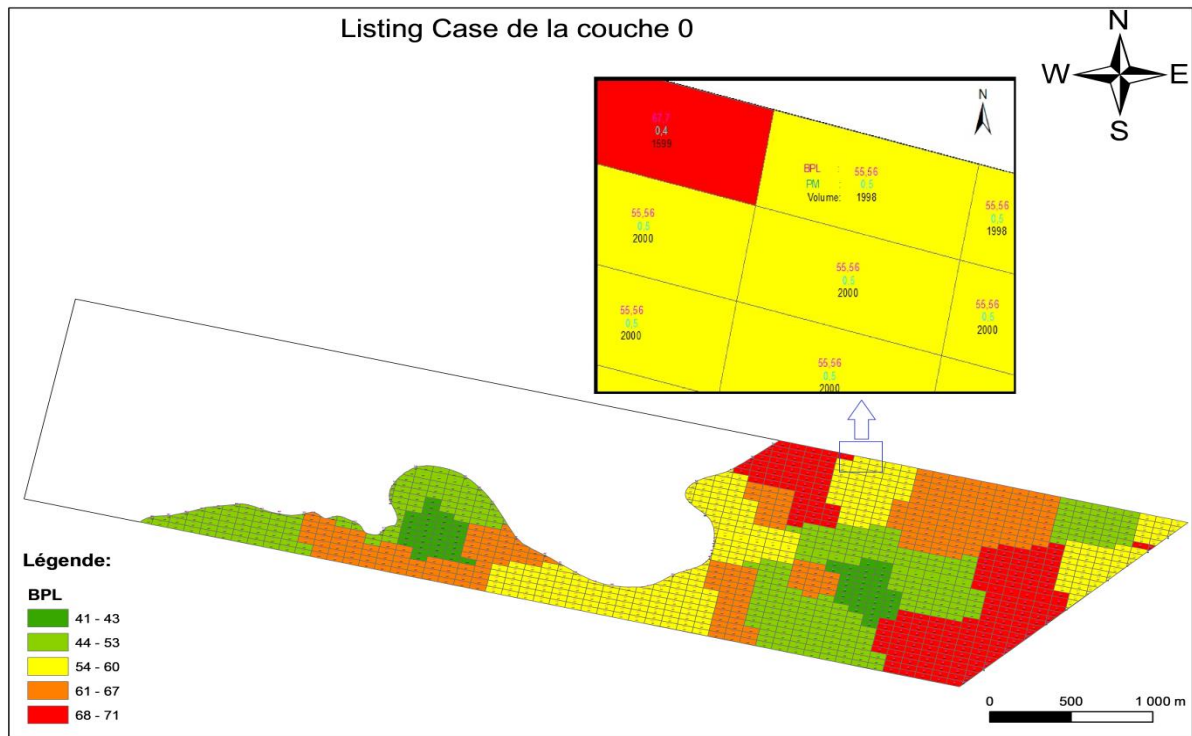 Listing Case de la couche 0
N
W E
S
N
67,7
0,4
1599
BPL : 55,56
PM : 0,5
Volume: 1998
55,56
0,5
1998
55,56
0,5
2000
55,56
0,5
2000
55,56
0,5
2000
55,56
0,5
2000
55,56
0,5
2000
Légende:
BPL
41 - 43
44 - 53
54 - 60
61 - 67
68 - 71
0 500 1 000 m